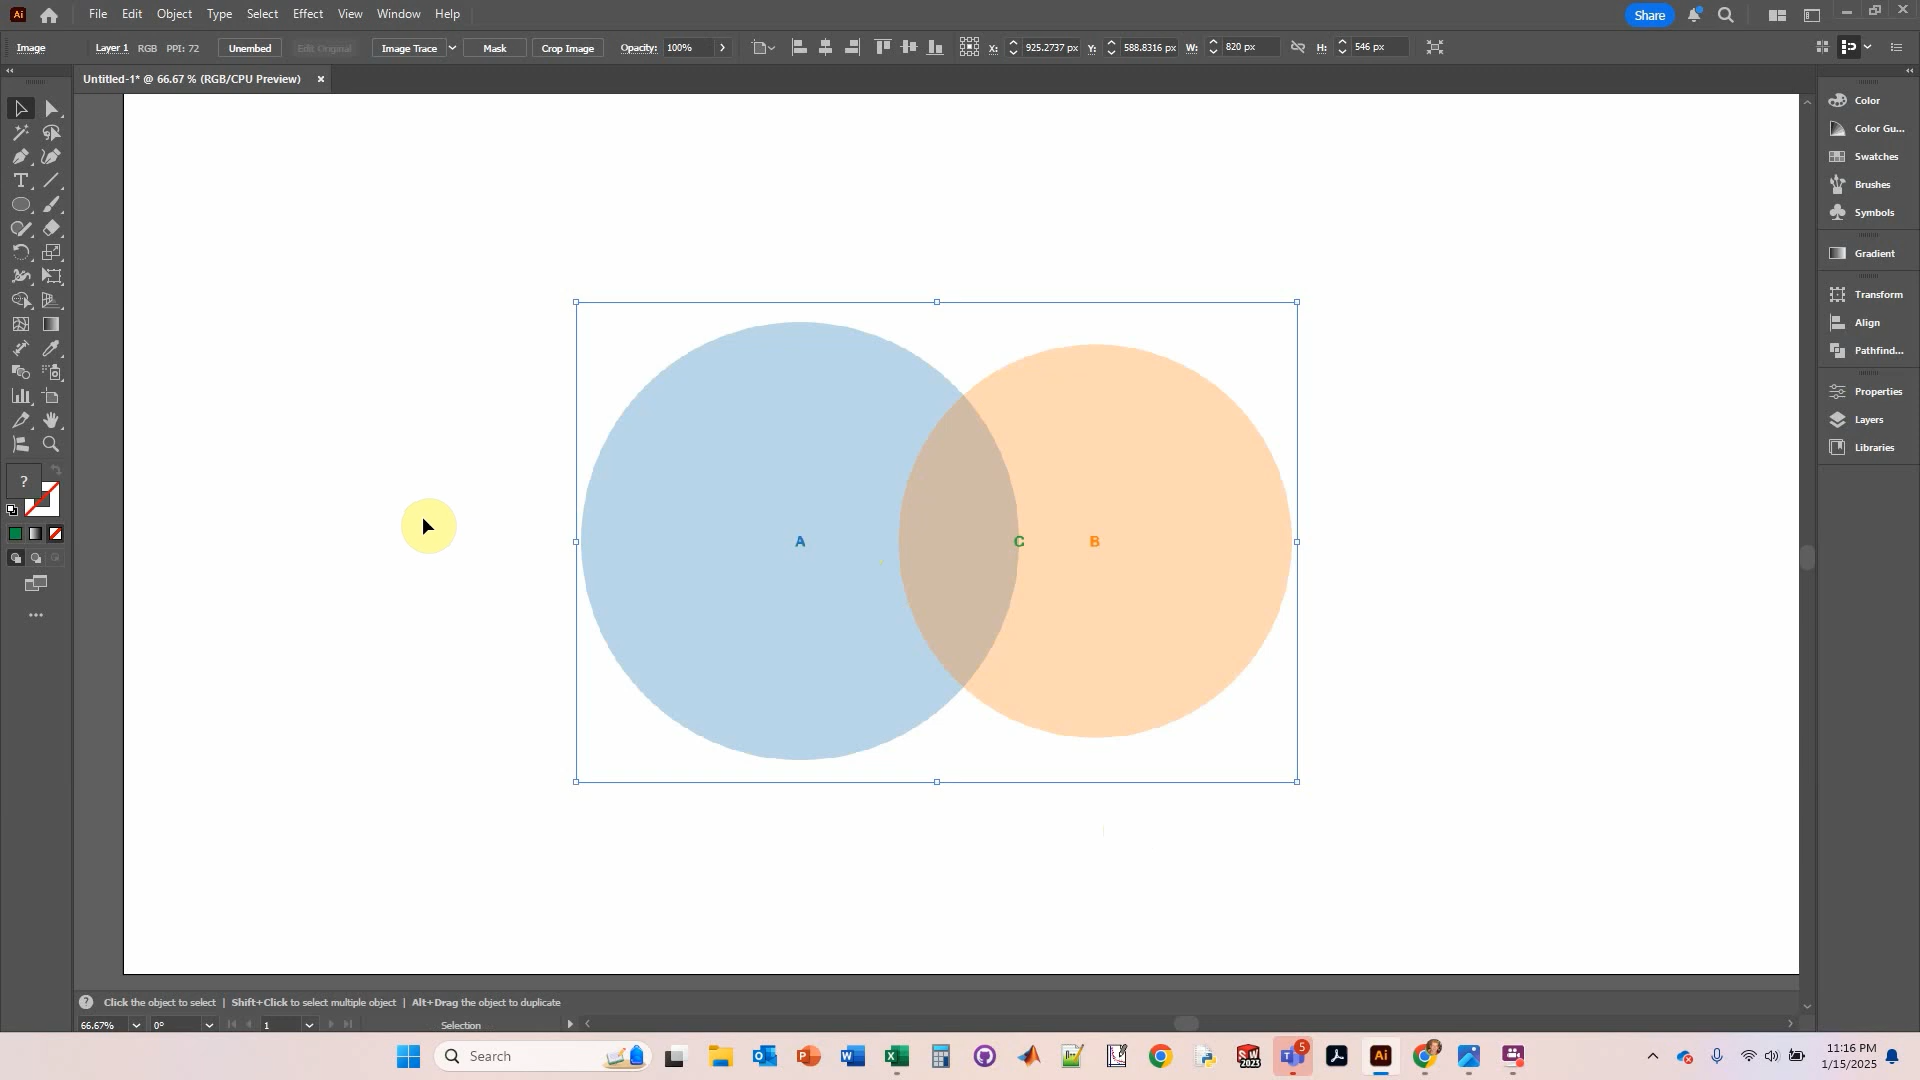 Ai File Edit Object Type Select Effect View Window Help Share
Image Layer 1 RGB PPI: 72 Unembed Edit Original Image Trace Mask Crop Image Opacity: 100% X: 925.2737 px Y: 588.8316 px W: 820 px H: 546 px
Untitled-1* @ 66.67 % (RGB/CPU Preview) ×
Color
Color Gu...
Swatches
Brushes
Symbols
Gradient
Transform
Align
Pathfind...
Properties
Layers
Libraries
?
A C B
? Click the object to select | Shift+Click to select multiple object | Alt+Drag the object to duplicate
66.67% 0° 1 Selection
Search
5
11:16 PM
1/15/2025